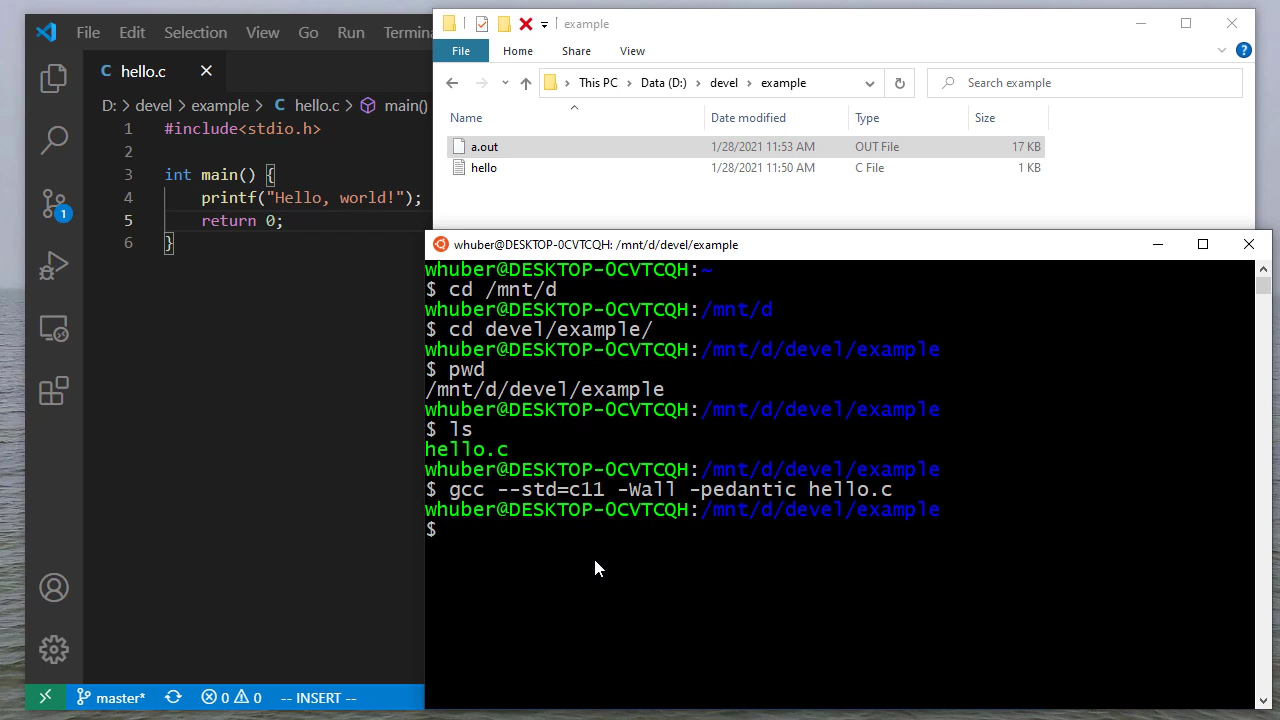 File Edit Selection View Go Run Termin
C hello.c
D: > devel > example > C hello.c > main()
1 #include<stdio.h>
2
3 int main() {
4 printf("Hello, world!");
5 return 0;
6 }
1
master* 0 0 -- INSERT --
example
File Home Share View
This PC > Data (D:) > devel > example
Search example
Name Date modified Type Size
a.out 1/28/2021 11:53 AM OUT File 17 KB
hello 1/28/2021 11:50 AM C File 1 KB
whuber@DESKTOP-0CVTCQH: /mnt/d/devel/example
whuber@DESKTOP-0CVTCQH:~
$ cd /mnt/d
whuber@DESKTOP-0CVTCQH:/mnt/d
$ cd devel/example/
whuber@DESKTOP-0CVTCQH:/mnt/d/devel/example
$ pwd
/mnt/d/devel/example
whuber@DESKTOP-0CVTCQH:/mnt/d/devel/example
$ ls
hello.c
whuber@DESKTOP-0CVTCQH:/mnt/d/devel/example
$ gcc --std=c11 -Wall -pedantic hello.c
whuber@DESKTOP-0CVTCQH:/mnt/d/devel/example
$